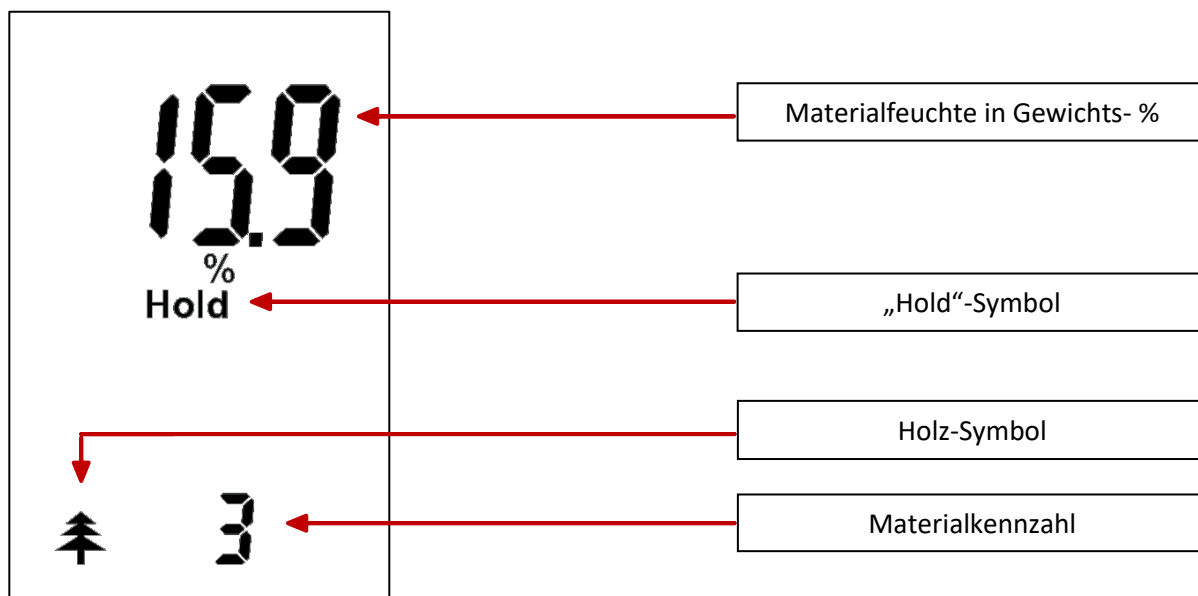 15.9
Materialfeuchte in Gewichts- %
%
Hold
„Hold“-Symbol
Holz-Symbol
3
Materialkennzahl